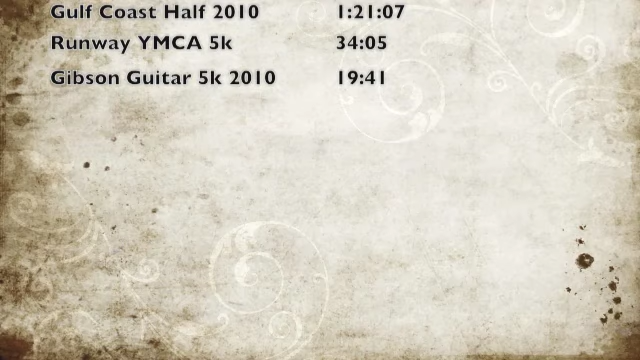 Gulf Coast Half 2010 1:21:07
Runway YMCA 5k 34:05
Gibson Guitar 5k 2010 19:41